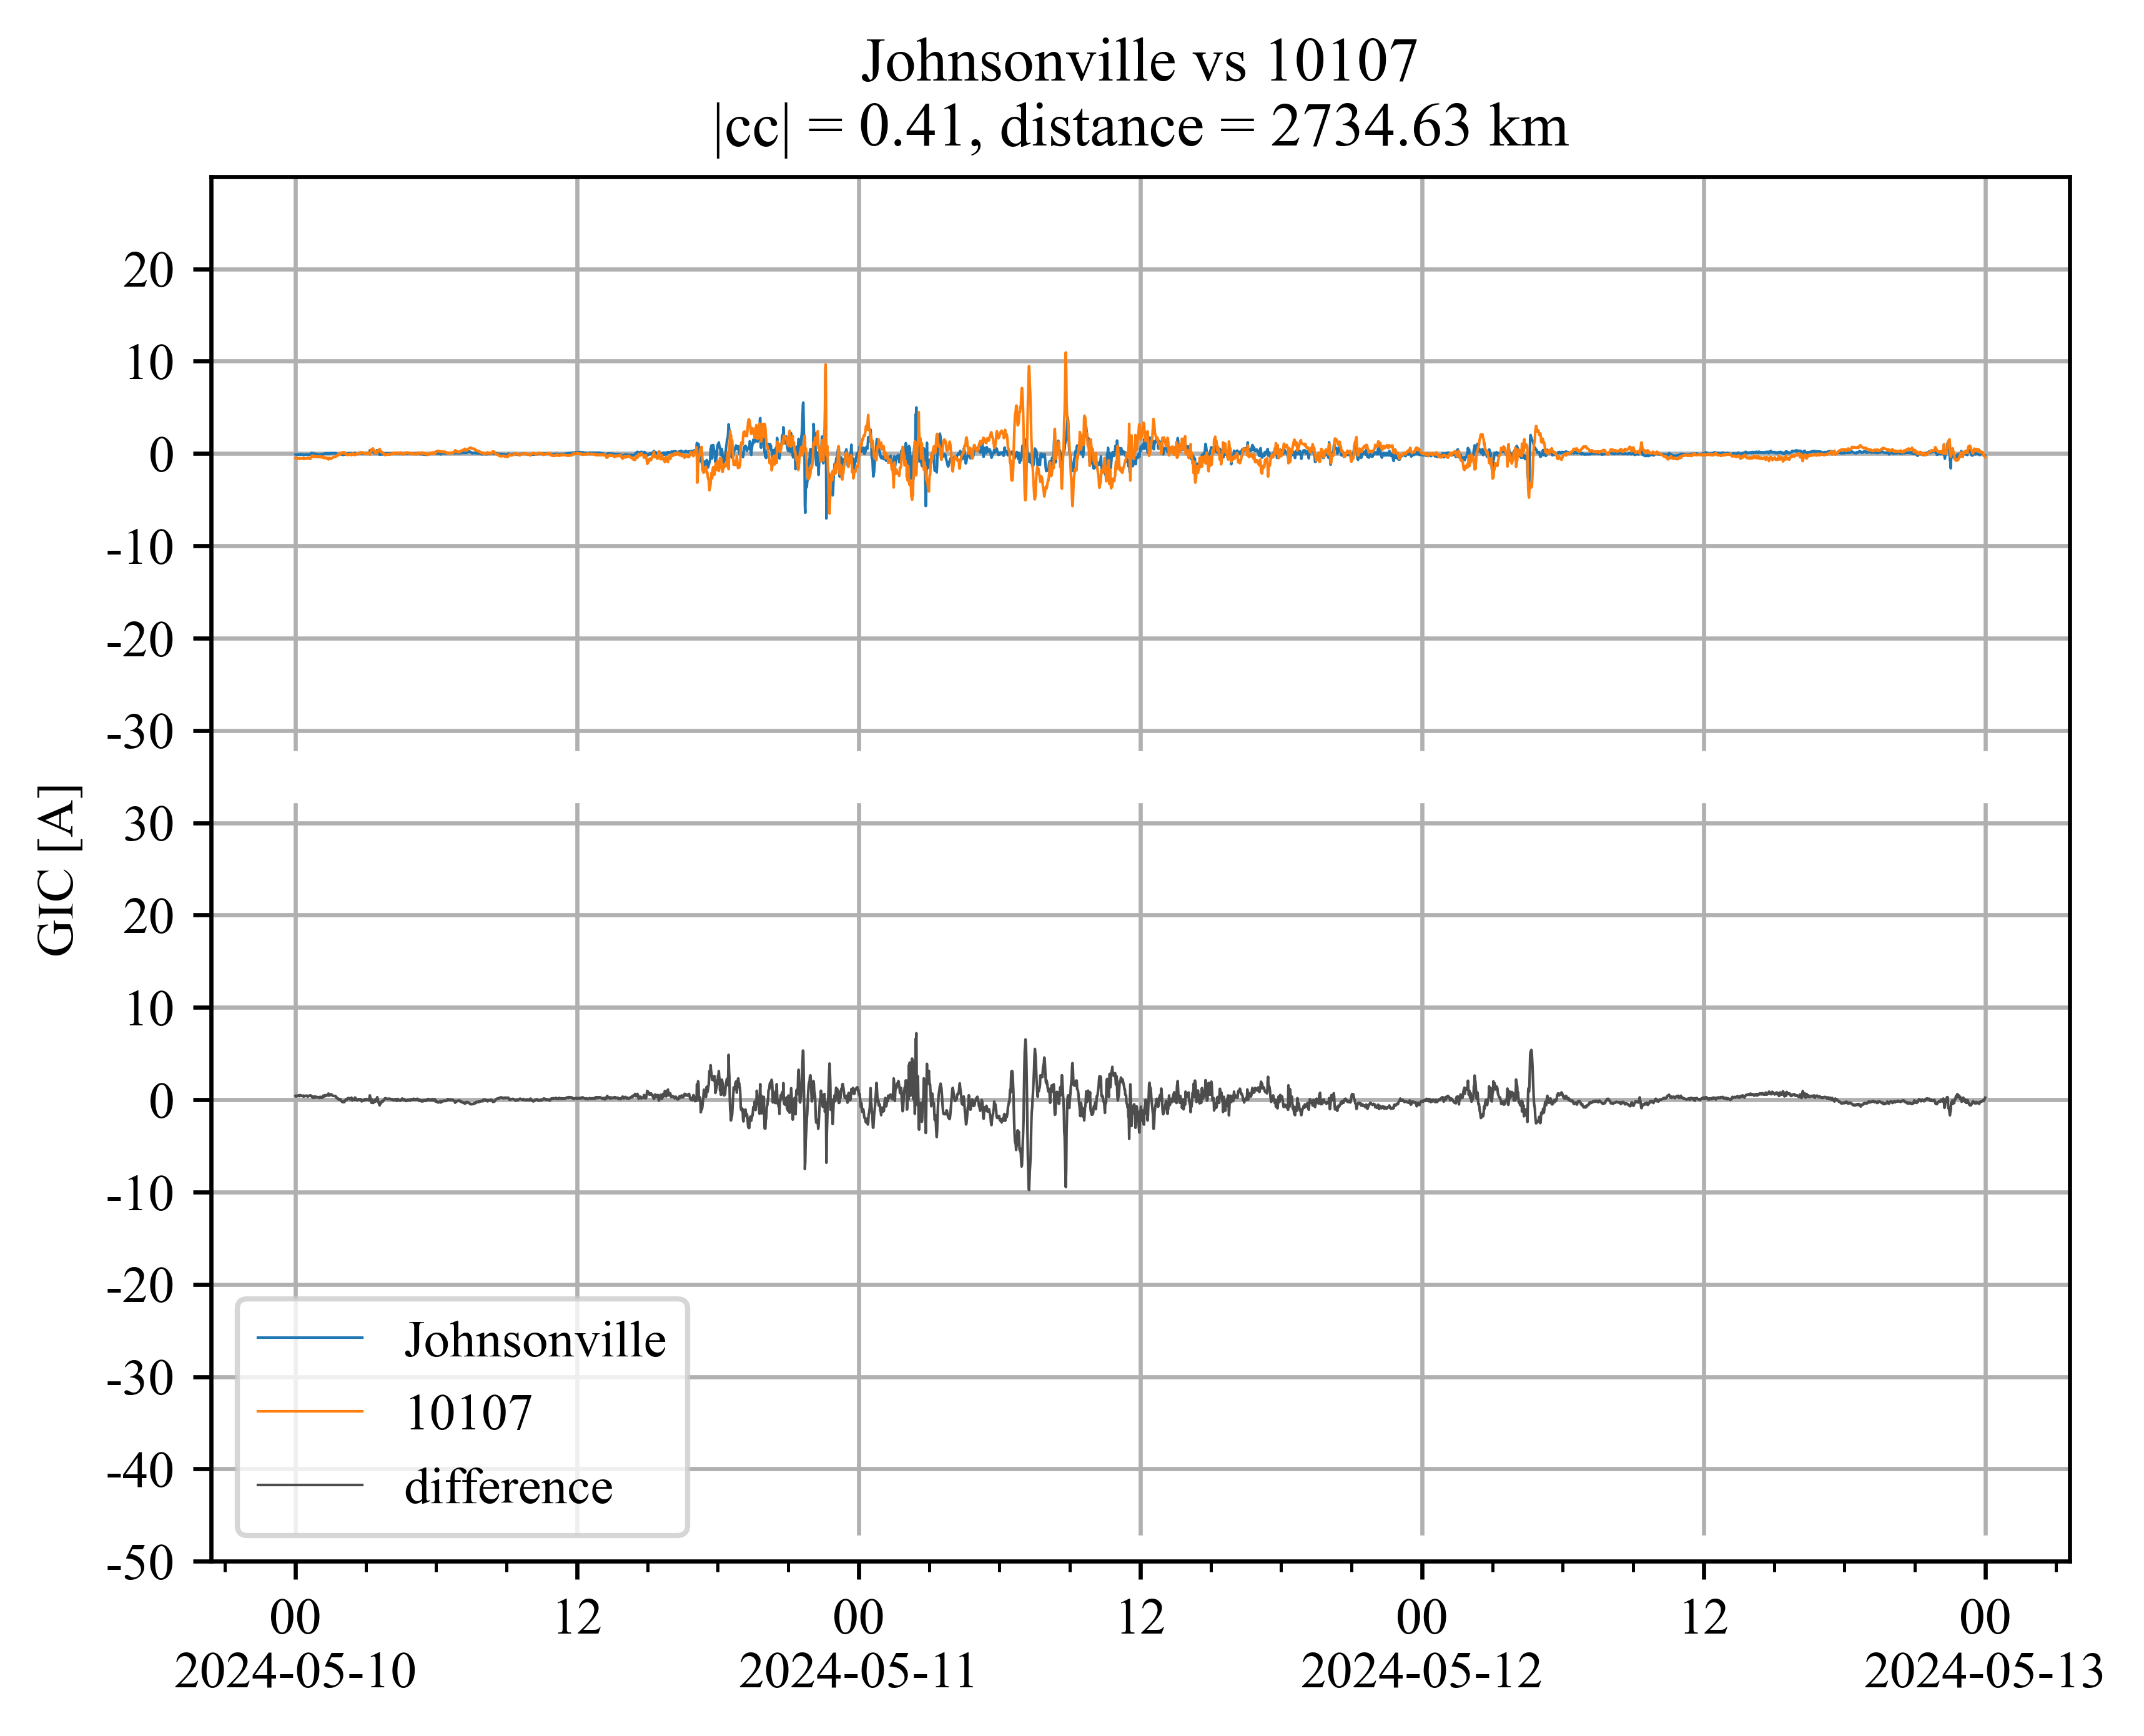 Johnsonville vs 10107
|cc| = 0.41, distance = 2734.63 km
GIC [A]
20
10
0
-10
-20
-30
30
20
10
0
-10
-20
-30
-40
-50
Johnsonville
10107
difference
00 12 00 12 00 12 00
2024-05-10 2024-05-11 2024-05-12 2024-05-13